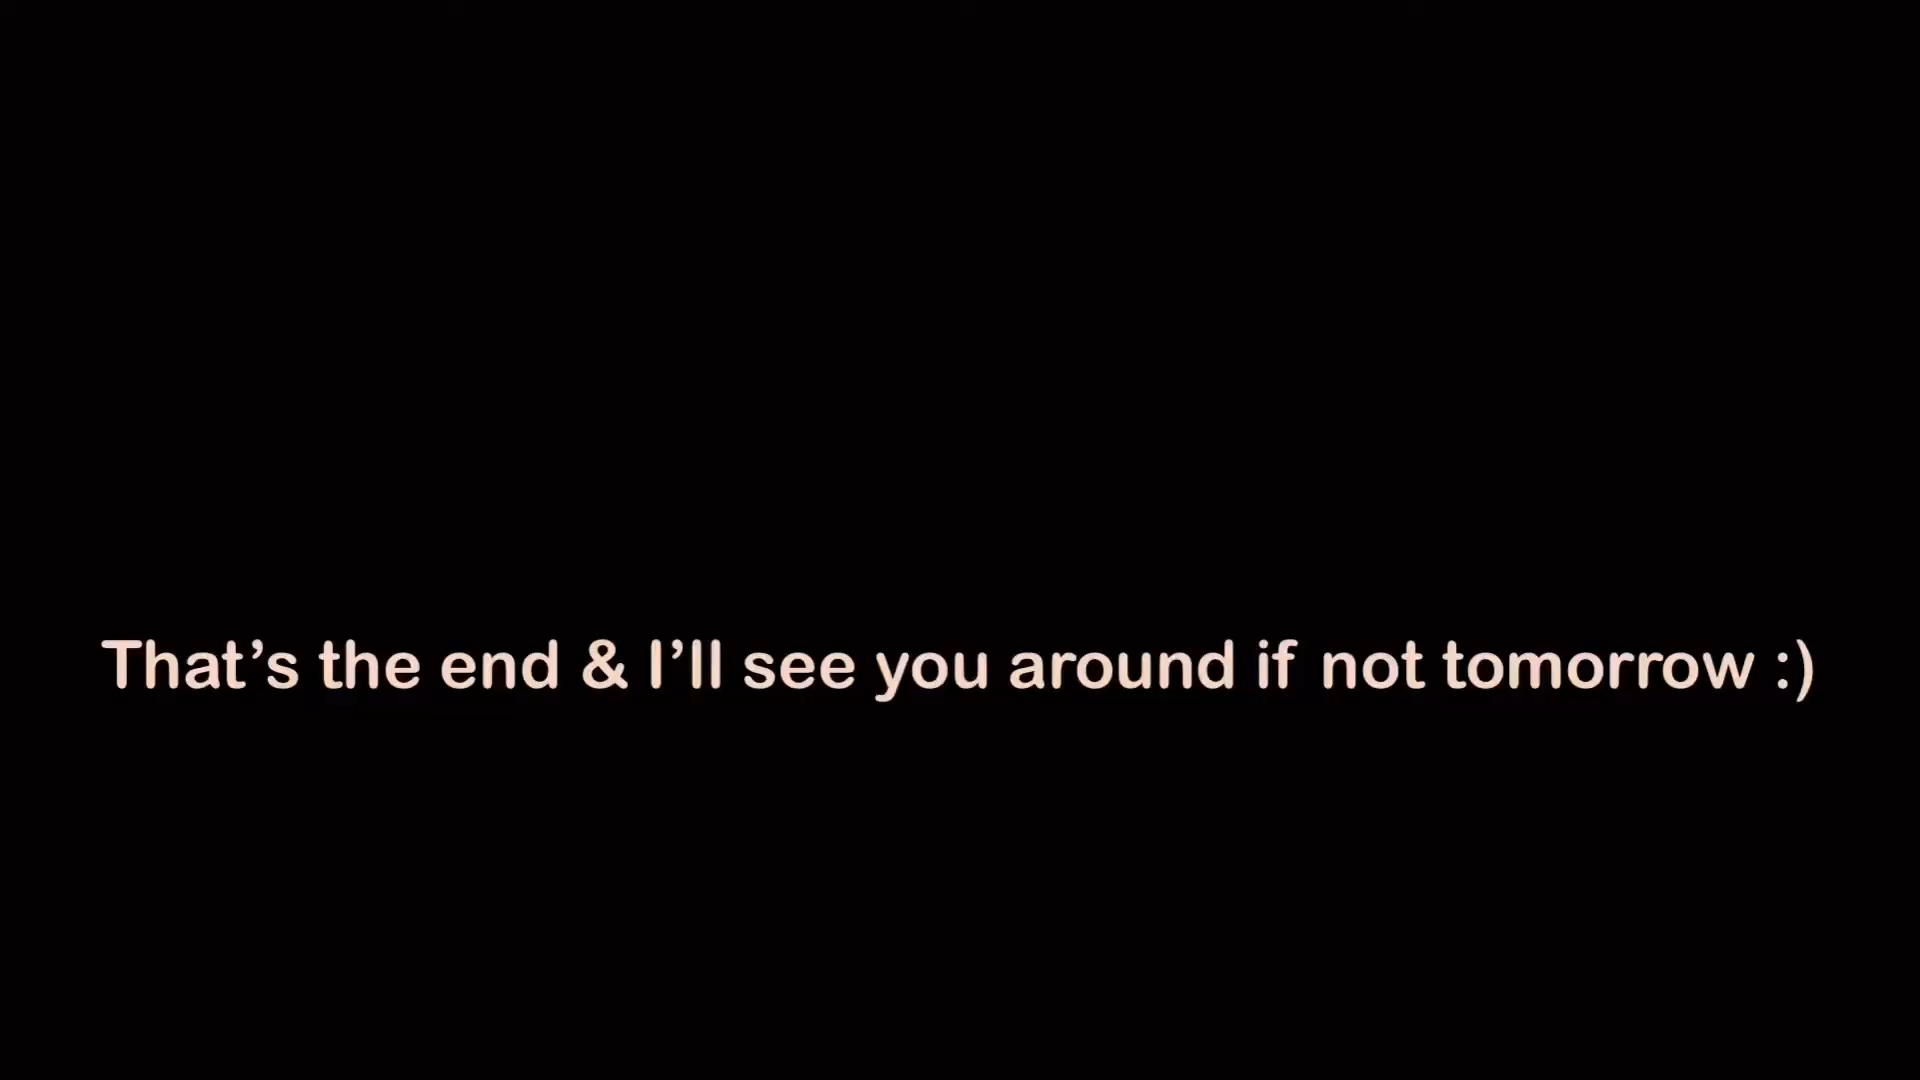 That’s the end & I’ll see you around if not tomorrow :)